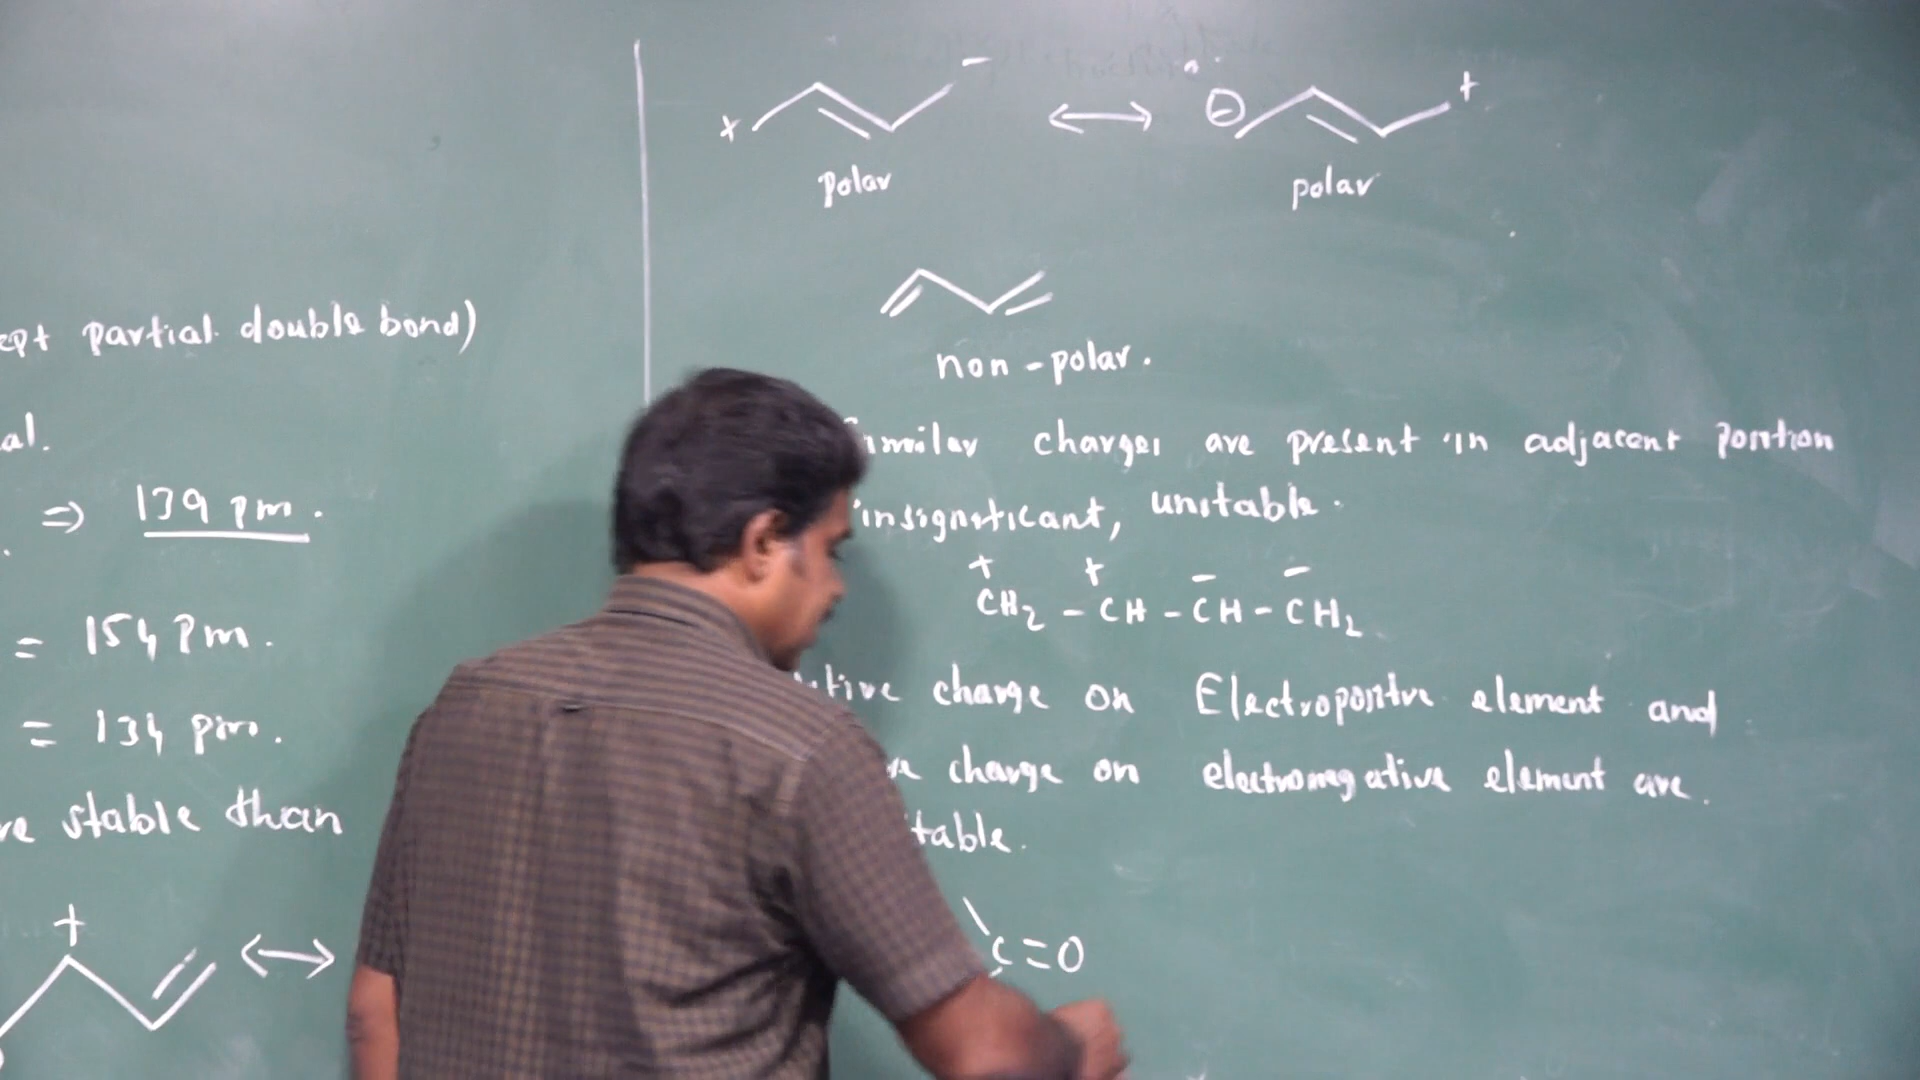 ept partial double bond)
al.
⇒ 139 pm.
= 154 pm.
= 134 pm.
re stable than
+
↔
+ − ↔ ⊖ +
polar polar
non-polar.
similar charges are present in adjacent position
insignificant, unstable.
+ + − −
CH2 - CH - CH - CH2
tive charge on Electropositive element and
ve charge on electronegative element are.
table.
C=O